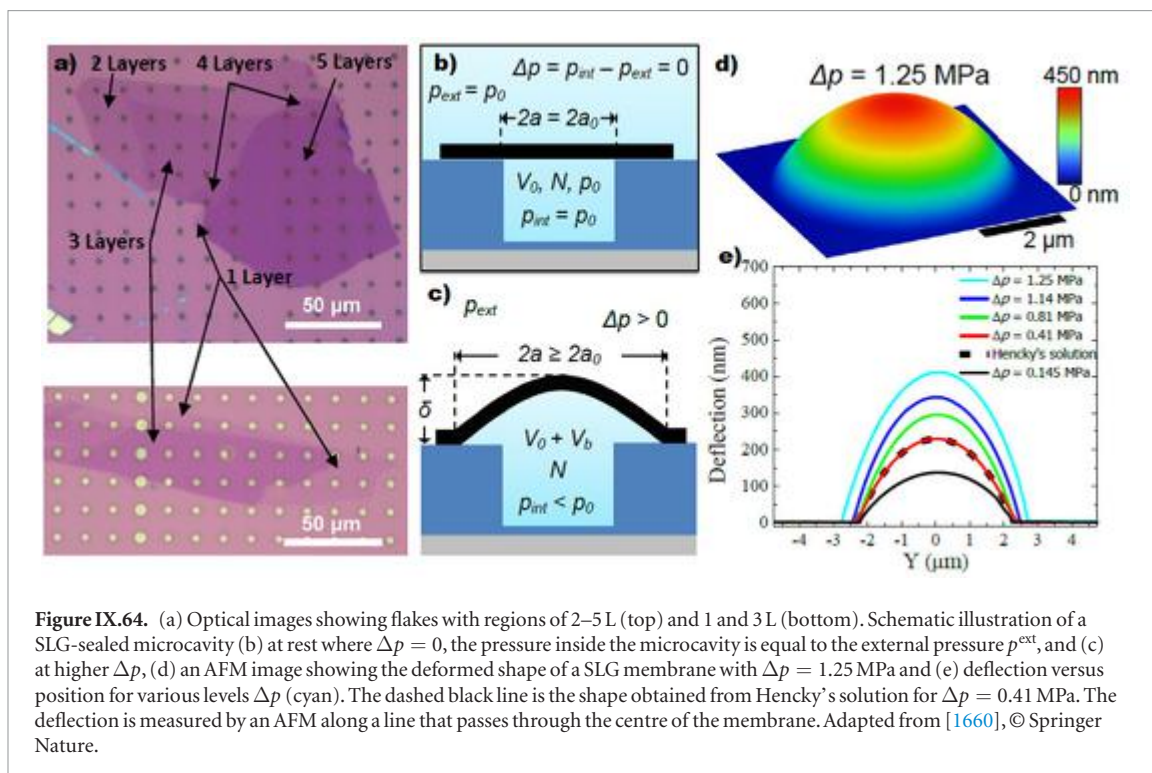 a)
2 Layers
4 Layers
5 Layers
3 Layers
1 Layer
50 µm
50 µm
b)
Δp = p_int – p_ext = 0
p_ext = p_0
2a = 2a_0
V_0, N, p_0
p_int = p_0
c)
p_ext
Δp > 0
2a ≥ 2a_0
δ
V_0 + V_b
N
p_int < p_0
d)
Δp = 1.25 MPa
450 nm
0 nm
2 µm
e)
700
600
500
400
300
200
100
0
Deflection (nm)
Δp = 1.25 MPa
Δp = 1.14 MPa
Δp = 0.81 MPa
Δp = 0.41 MPa
Hencky's solution
Δp = 0.145 MPa
-4 -3 -2 -1 0 1 2 3 4
Y (µm)
Figure IX.64. (a) Optical images showing flakes with regions of 2–5 L (top) and 1 and 3 L (bottom). Schematic illustration of a
SLG-sealed microcavity (b) at rest where Δp = 0, the pressure inside the microcavity is equal to the external pressure p^ext, and (c)
at higher Δp, (d) an AFM image showing the deformed shape of a SLG membrane with Δp = 1.25 MPa and (e) deflection versus
position for various levels Δp (cyan). The dashed black line is the shape obtained from Hencky's solution for Δp = 0.41 MPa. The
deflection is measured by an AFM along a line that passes through the centre of the membrane. Adapted from [1660], © Springer
Nature.